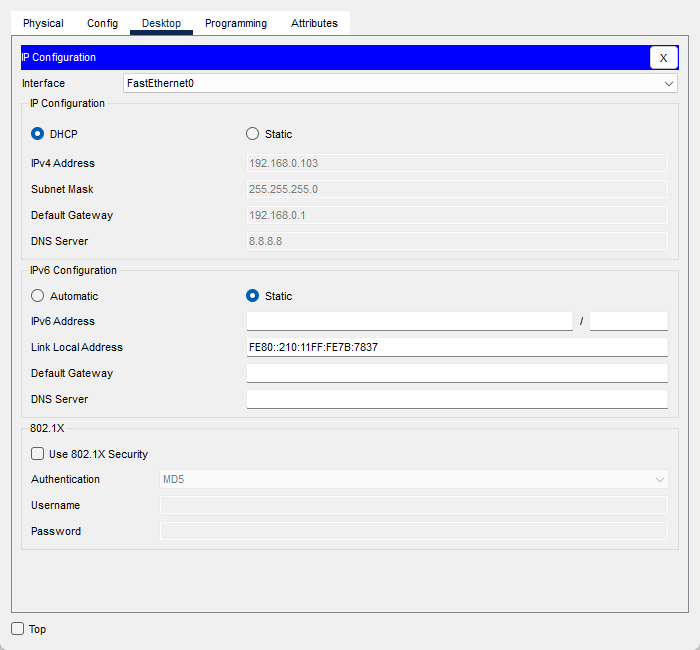 Physical Config Desktop Programming Attributes
IP Configuration X
Interface FastEthernet0
IP Configuration
DHCP Static
IPv4 Address 192.168.0.103
Subnet Mask 255.255.255.0
Default Gateway 192.168.0.1
DNS Server 8.8.8.8
IPv6 Configuration
Automatic Static
IPv6 Address /
Link Local Address FE80::210:11FF:FE7B:7837
Default Gateway
DNS Server
802.1X
Use 802.1X Security
Authentication MD5
Username
Password
Top